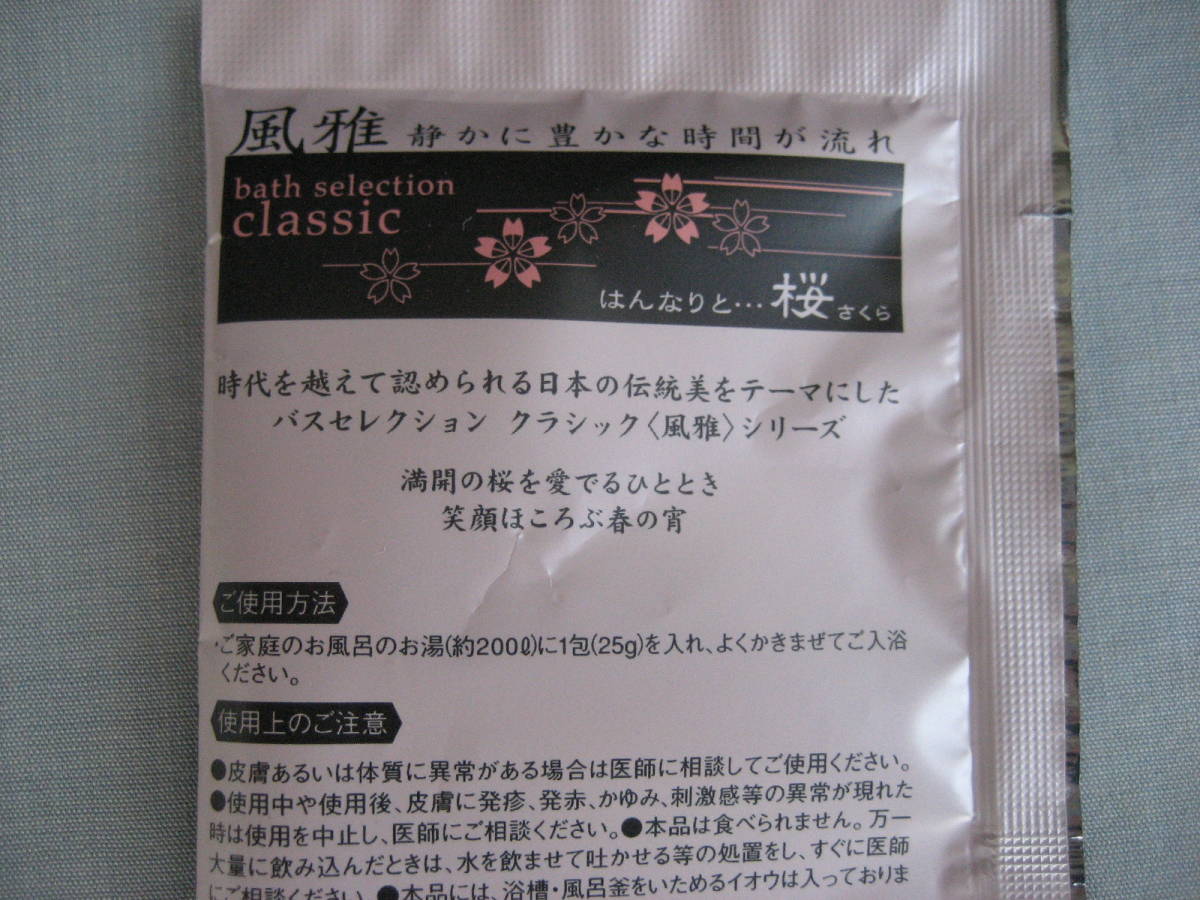 風雅 静かに豊かな時間が流れ
bath selection
classic
はんなりと…桜さくら
時代を越えて認められる日本の伝統美をテーマにした
バスセレクション クラシック〈風雅〉シリーズ
満開の桜を愛でるひととき
笑顔ほころぶ春の宵
ご使用方法
・ご家庭のお風呂のお湯(約200ℓ)に1包(25g)を入れ、よくかきまぜてご入浴
ください。
使用上のご注意
●皮膚あるいは体質に異常がある場合は医師に相談してご使用ください。
●使用中や使用後、皮膚に発疹、発赤、かゆみ、刺激感等の異常が現れた
時は使用を中止し、医師にご相談ください。●本品は食べられません。万一
大量に飲み込んだときは、水を飲ませて吐かせる等の処置をし、すぐに医師
にご相談ください。●本品には、浴槽・風呂釜をいためるイオウは入っておりま